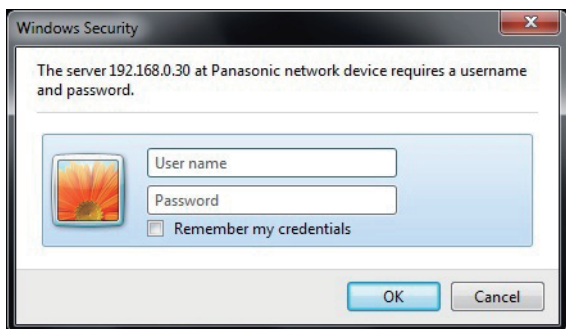 Windows Security
The server 192.168.0.30 at Panasonic network device requires a username
and password.
User name
Password
Remember my credentials
OK
Cancel